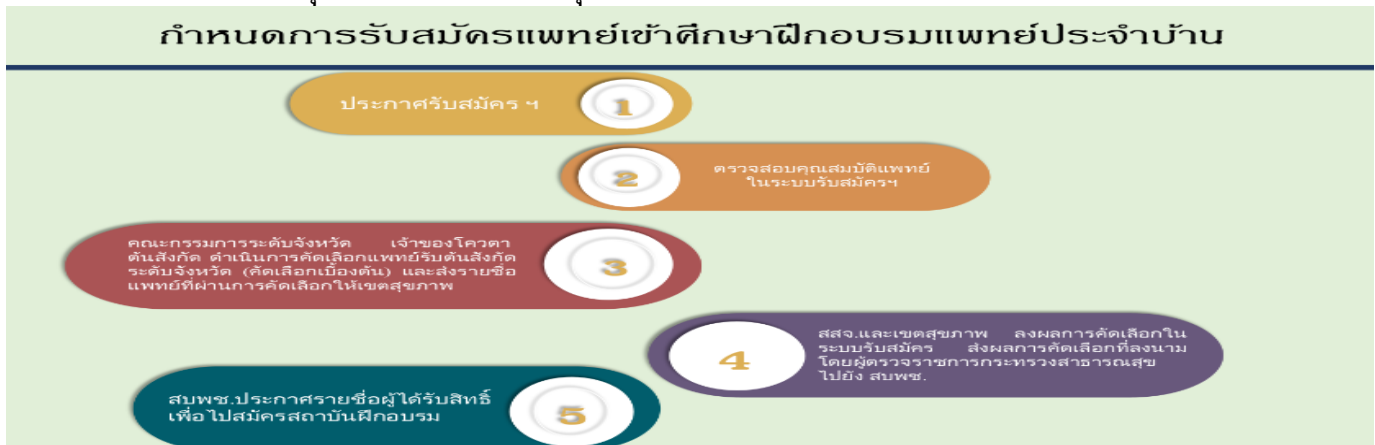 กำหนดการรับสมัครแพทย์เข้าศึกษาฝึกอบรมแพทย์ประจำบ้าน
ประกาศรับสมัคร ฯ
1
2
ตรวจสอบคุณสมบัติแพทย์
ในระบบรับสมัครฯ
คณะกรรมการระดับจังหวัด เจ้าของโควตา
ต้นสังกัด ดำเนินการคัดเลือกแพทย์รับต้นสังกัด
ระดับจังหวัด (คัดเลือกเบื้องต้น) และส่งรายชื่อ
แพทย์ที่ผ่านการคัดเลือกให้เขตสุขภาพ
3
4
สสจ.และเขตสุขภาพ ลงผลการคัดเลือกใน
ระบบรับสมัคร ส่งผลการคัดเลือกที่ลงนาม
โดยผู้ตรวจราชการกระทรวงสาธารณสุข
ไปยัง สบพช.
สบพช.ประกาศรายชื่อผู้ได้รับสิทธิ์
เพื่อไปสมัครสถาบันฝึกอบรม
5